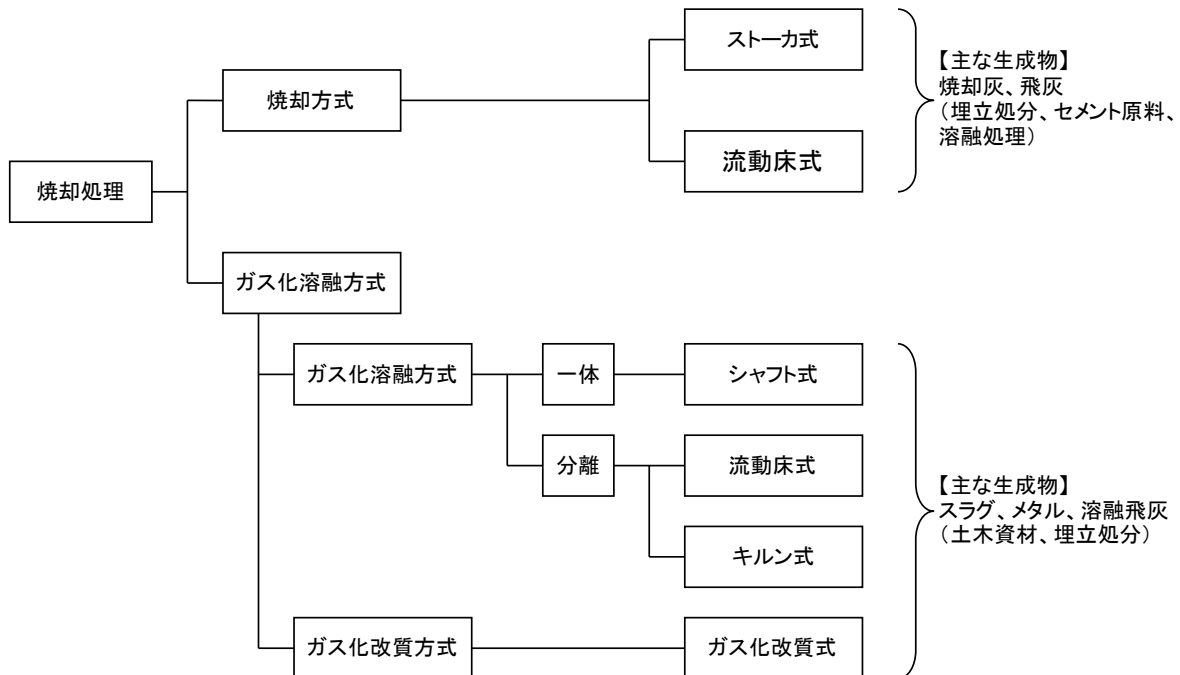 ストーカ式
【主な生成物】
焼却灰、飛灰
（埋立処分、セメント原料、
溶融処理）
焼却方式
流動床式
焼却処理
ガス化溶融方式
ガス化溶融方式
一体
シャフト式
分離
流動床式
【主な生成物】
スラグ、メタル、溶融飛灰
（土木資材、埋立処分）
キルン式
ガス化改質方式
ガス化改質式